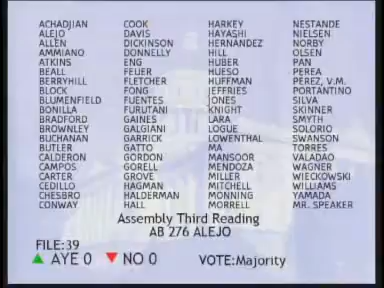 ACHADJIAN COOK HARKEY NESTANDE
ALEJO DAVIS HAYASHI NIELSEN
ALLEN DICKINSON HERNÁNDEZ NORBY
AMMIANO DONNELLY HILL OLSEN
ATKINS ENG HUBER PAN
BEALL FEUER HUESO PEREA
BERRYHILL FLETCHER HUFFMAN PEREZ, V.M.
BLOCK FONG JEFFRIES PORTANTINO
BLUMENFIELD FUENTES JONES SILVA
BONILLA FURUTANI KNIGHT SKINNER
BRADFORD GAINES LARA SMYTH
BROWNLEY GALGIANI LOGUE SOLORIO
BUCHANAN GARRICK LOWENTHAL SWANSON
BUTLER GATTO MA TORRES
CALDERON GORDON MANSOOR VALADAO
CAMPOS GORELL MENDOZA WAGNER
CARTER GROVE MILLER WIECKOWSKI
CEDILLO HAGMAN MITCHELL WILLIAMS
CHESBRO HALDERMAN MONNING YAMADA
CONWAY HALL MORRELL MR. SPEAKER
Assembly Third Reading
AB 276 ALEJO
FILE:39
▲ AYE 0 ▼ NO 0 VOTE:Majority